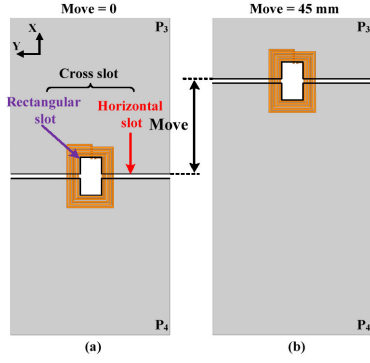 Move = 0
Move = 45 mm
X
P3
P3
Y
Cross slot
Rectangular
slot
Horizontal
slot
Move
P4
P4
(a)
(b)